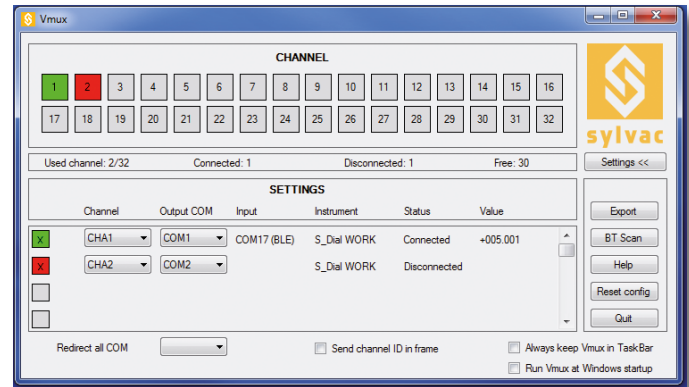 Vmux
CHANNEL
1 2 3 4 5 6 7 8 9 10 11 12 13 14 15 16
17 18 19 20 21 22 23 24 25 26 27 28 29 30 31 32
sylvac
Used channel: 2/32 Connected: 1 Disconnected: 1 Free: 30 Settings <<
SETTINGS
Channel Output COM Input Instrument Status Value Export
X CHA1 COM1 COM17 (BLE) S_Dial WORK Connected +005.001 BT Scan
X CHA2 COM2 S_Dial WORK Disconnected Help
Reset config
Quit
Redirect all COM Send channel ID in frame Always keep Vmux in TaskBar
Run Vmux at Windows startup